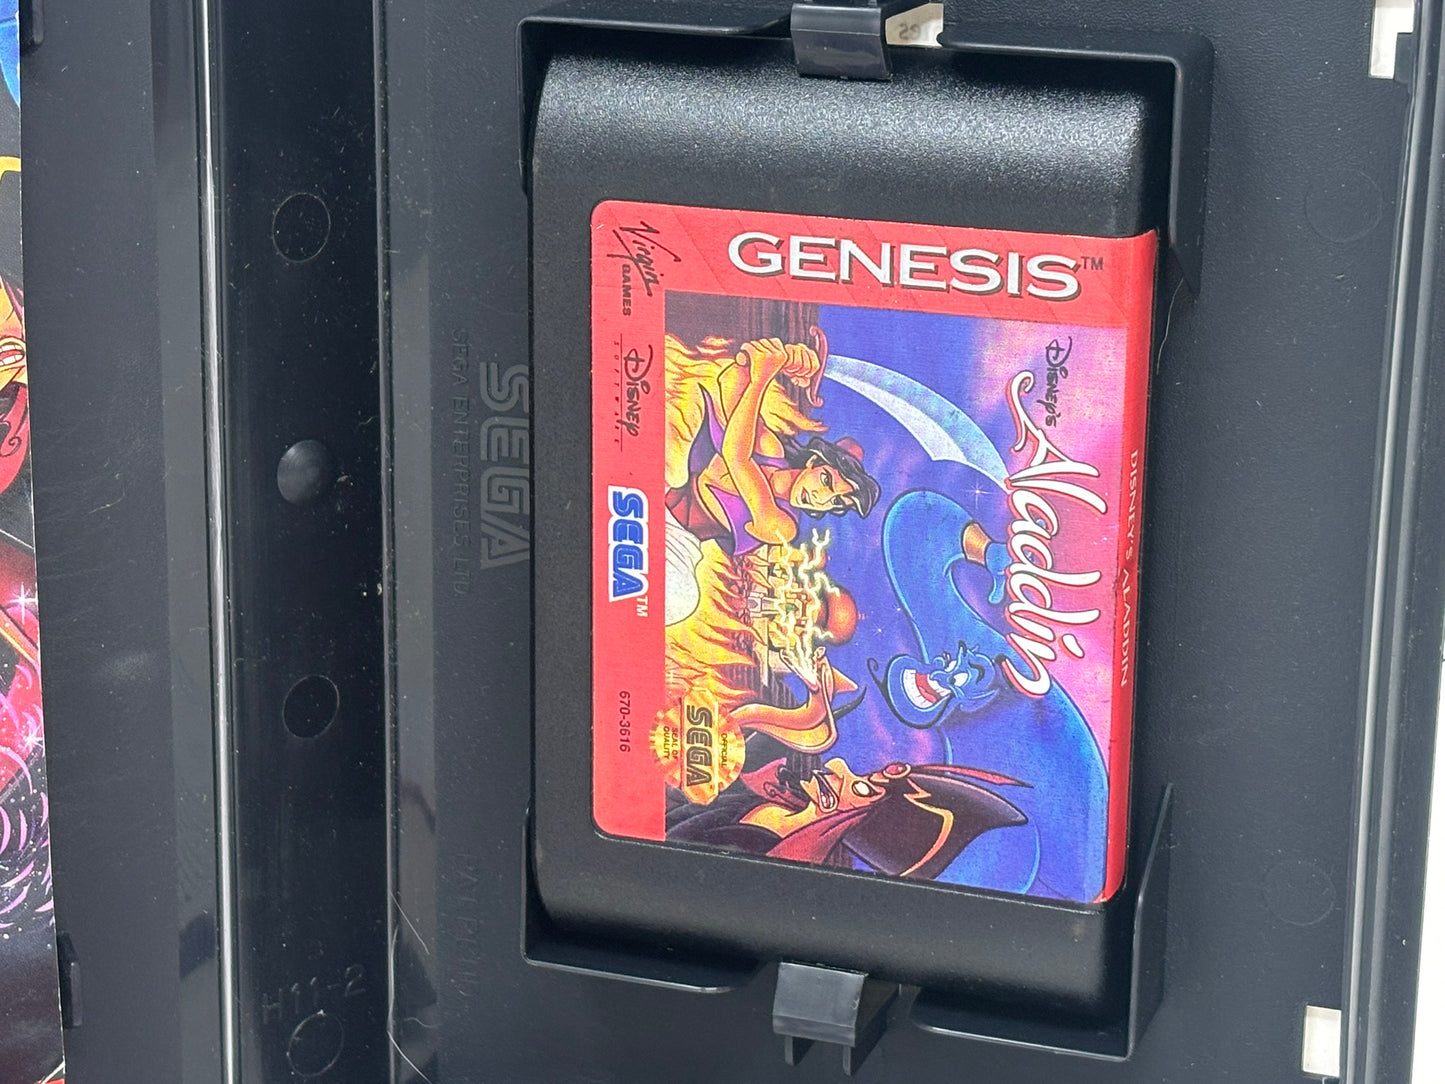 DISNEY'S ALADDIN
GENESIS™
DISNEY'S
Aladdin
Virgin
GAMES
DISNEY
SOFTWARE
SEGA™
670-3616
OFFICIAL
SEGA
SEAL OF
QUALITY
SEGA
SEGA ENTERPRISES LTD.
H11-2